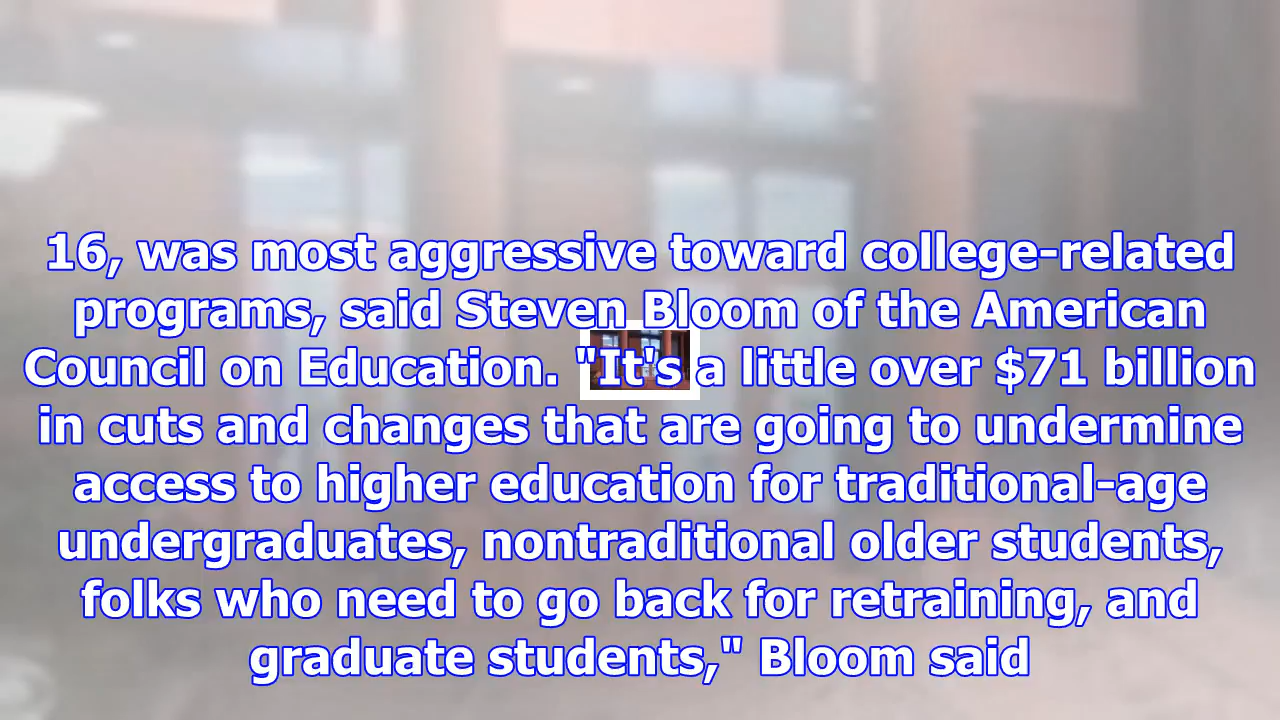 16, was most aggressive toward college-related
programs, said Steven Bloom of the American
Council on Education. "It's a little over $71 billion
in cuts and changes that are going to undermine
access to higher education for traditional-age
undergraduates, nontraditional older students,
folks who need to go back for retraining, and
graduate students," Bloom said